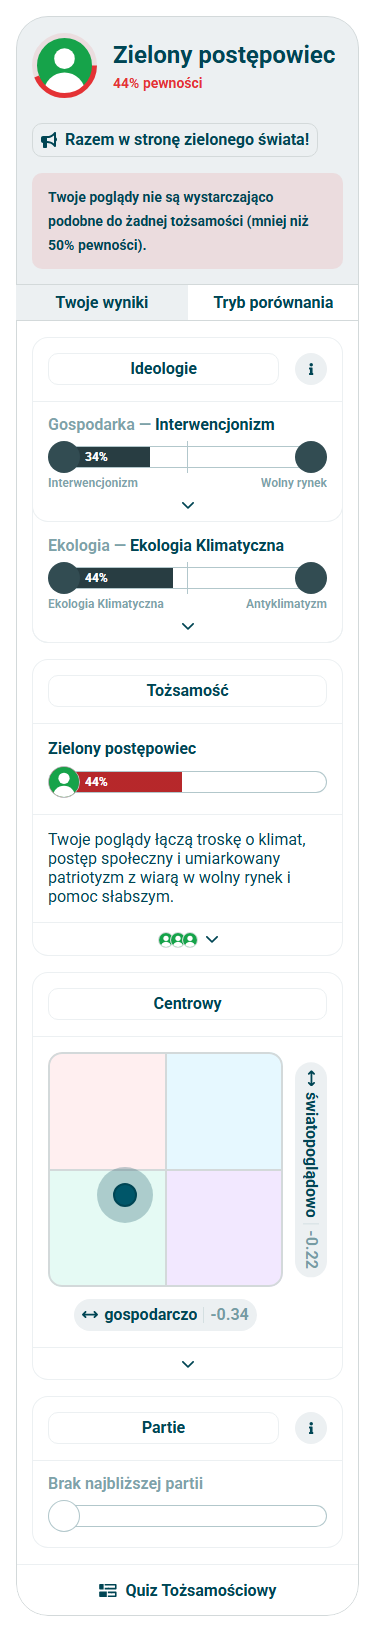 Zielony postępowiec
44% pewności
Razem w stronę zielonego świata!
Twoje poglądy nie są wystarczająco
podobne do żadnej tożsamości (mniej niż
50% pewności).
Twoje wyniki
Tryb porównania
Ideologie
Gospodarka — Interwencjonizm
34%
Interwencjonizm
Wolny rynek
Ekologia — Ekologia Klimatyczna
44%
Ekologia Klimatyczna
Antyklimatyzm
Tożsamość
Zielony postępowiec
44%
Twoje poglądy łączą troskę o klimat,
postęp społeczny i umiarkowany
patriotyzm z wiarą w wolny rynek i
pomoc słabszym.
Centrowy
światopoglądowo -0.22
gospodarczo -0.34
Partie
Brak najbliższej partii
Quiz Tożsamościowy